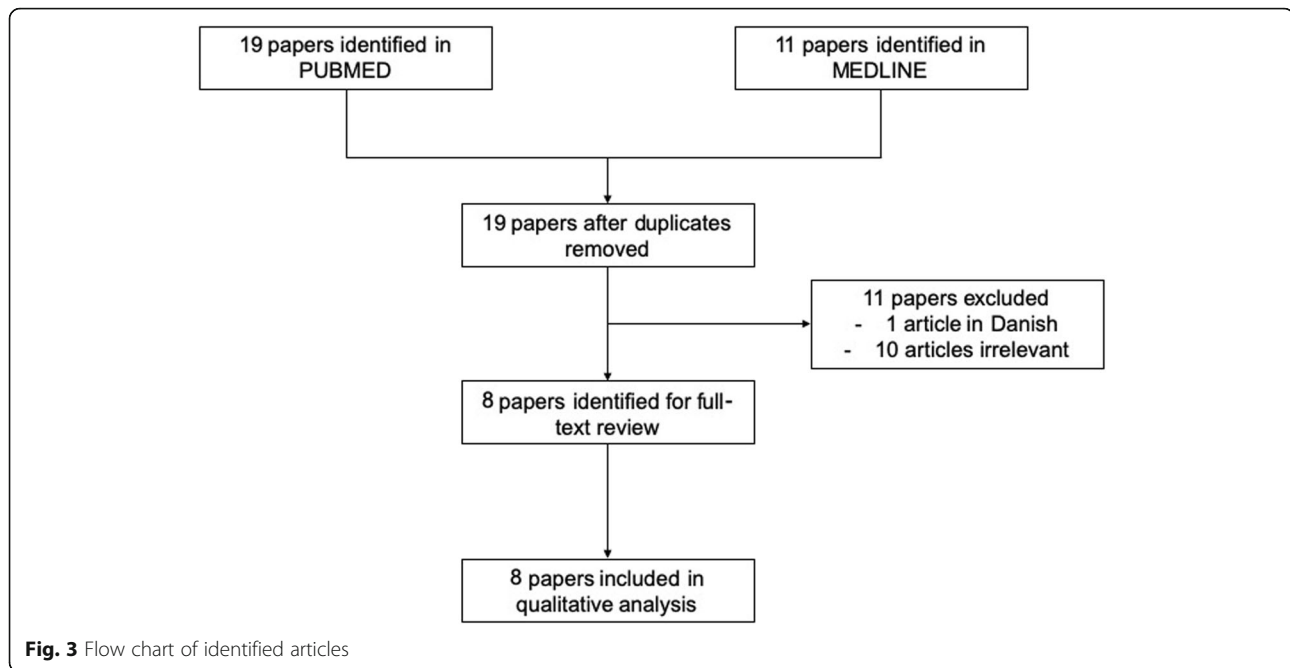 19 papers identified in
PUBMED
11 papers identified in
MEDLINE
19 papers after duplicates
removed
11 papers excluded
- 1 article in Danish
- 10 articles irrelevant
8 papers identified for full-
text review
8 papers included in
qualitative analysis
Fig. 3 Flow chart of identified articles